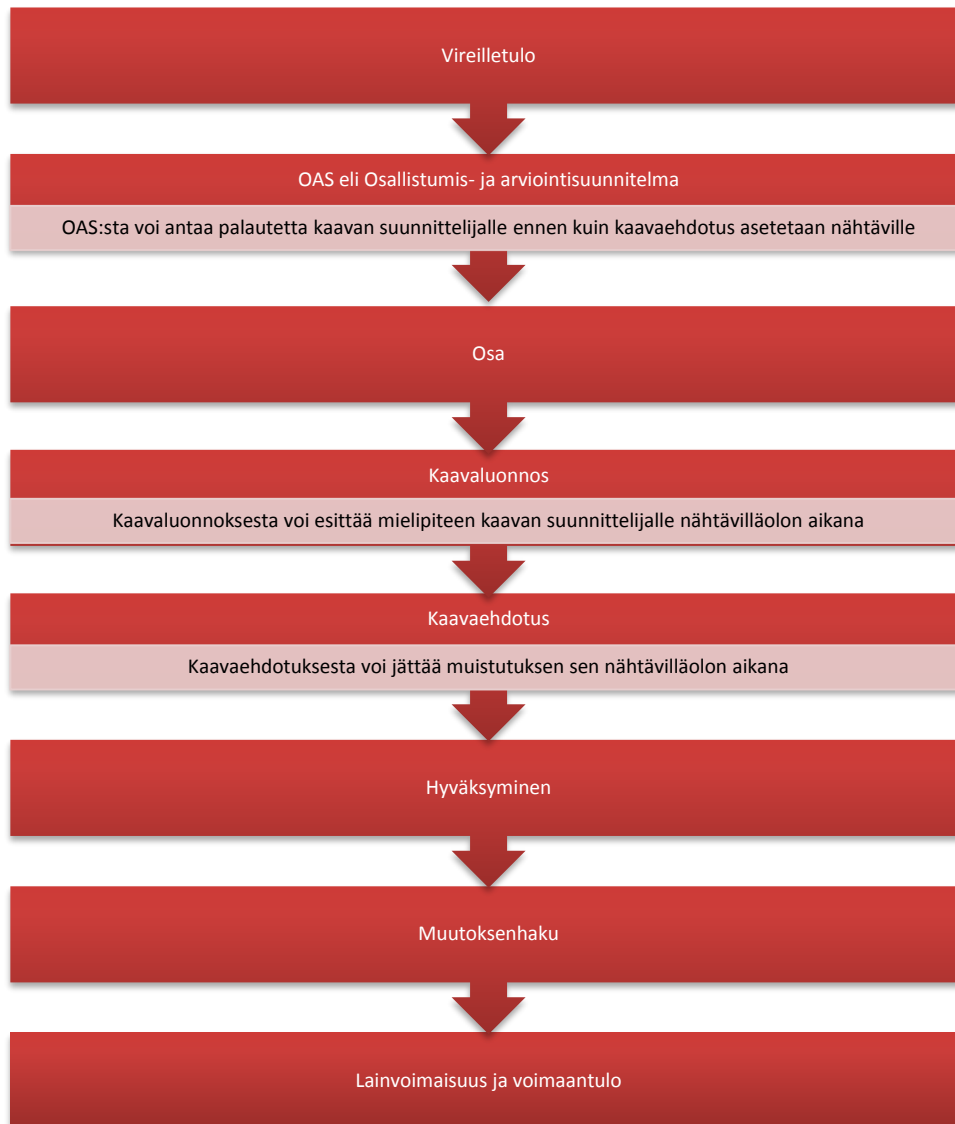 Vireilletulo
OAS eli Osallistumis- ja arviointisuunnitelma
OAS:sta voi antaa palautetta kaavan suunnittelijalle ennen kuin kaavaehdotus asetetaan nähtäville
Osa
Kaavaluonnos
Kaavaluonnoksesta voi esittää mielipiteen kaavan suunnittelijalle nähtävilläolon aikana
Kaavaehdotus
Kaavaehdotuksesta voi jättää muistutuksen sen nähtävilläolon aikana
Hyväksyminen
Muutoksenhaku
Lainvoimaisuus ja voimaantulo